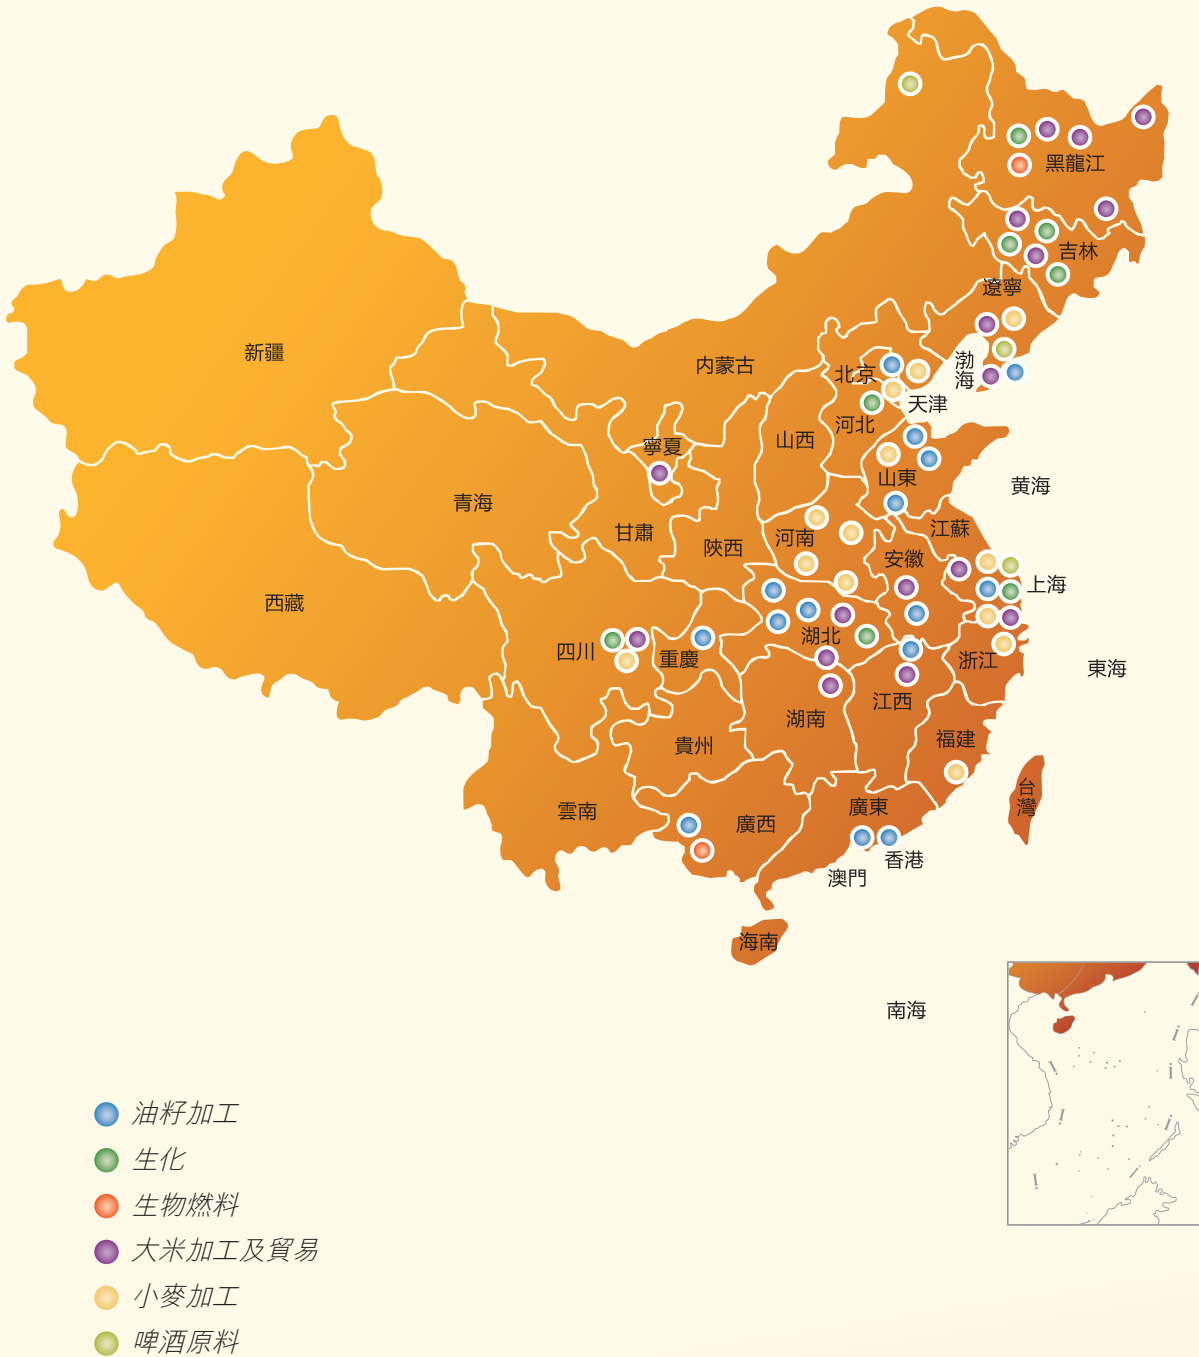 黑龍江
吉林
遼寧
新疆
内蒙古
渤
海
北京
天津
河北
山西
寧夏
山東
黄海
青海
甘肅
陝西
河南
江蘇
安徽
上海
西藏
四川
重慶
湖北
浙江
東海
江西
湖南
貴州
福建
雲南
廣西
廣東
台
灣
香港
澳門
海南
南海
油籽加工
生化
生物燃料
大米加工及貿易
小麥加工
啤酒原料